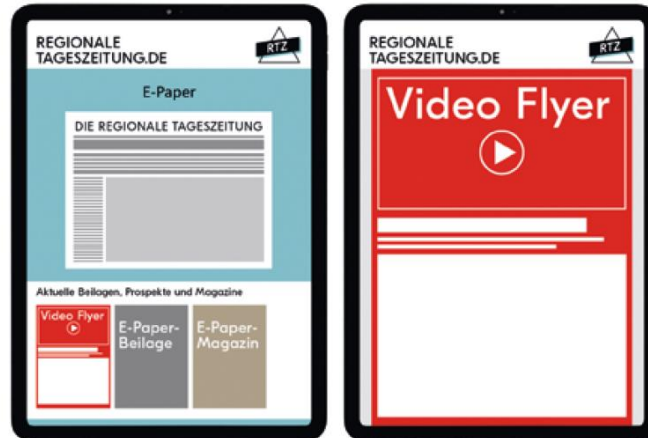 REGIONALE
TAGESZEITUNG.DE
RTZ
E-Paper
DIE REGIONALE TAGESZEITUNG
Aktuelle Beilagen, Prospekte und Magazine
Video Flyer
E-Paper-
Beilage
E-Paper-
Magazin
REGIONALE
TAGESZEITUNG.DE
RTZ
Video Flyer